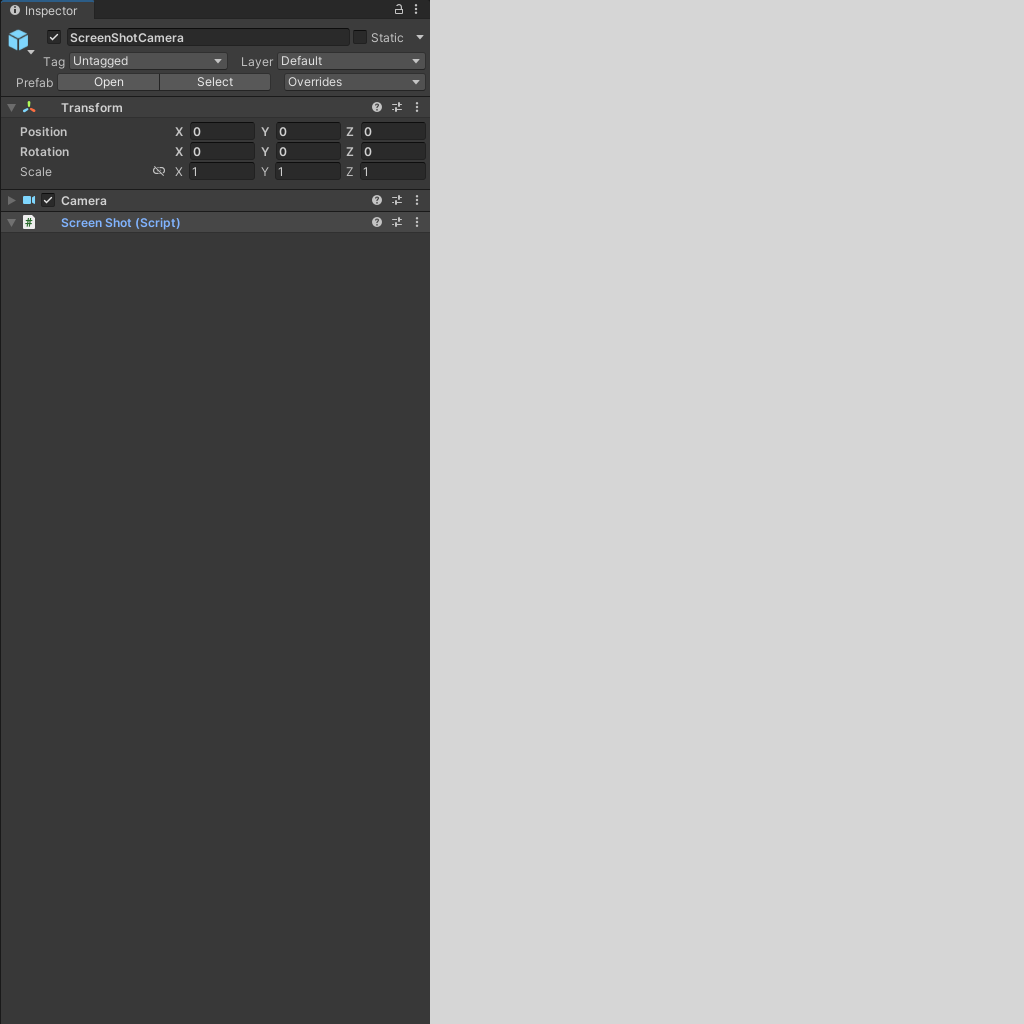 Inspector
ScreenShotCamera Static
Tag Untagged Layer Default
Prefab Open Select Overrides
Transform
Position X 0 Y 0 Z 0
Rotation X 0 Y 0 Z 0
Scale X 1 Y 1 Z 1
Camera
# Screen Shot (Script)